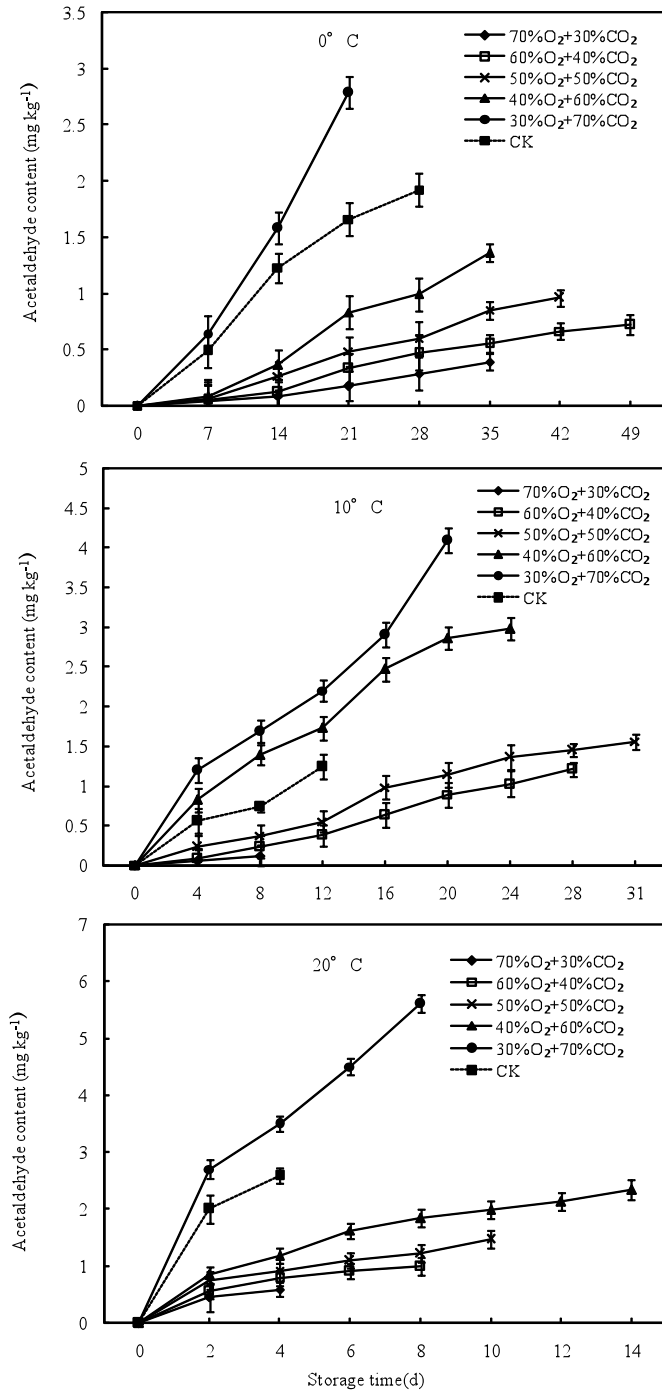 0° C
70%O₂+30%CO₂
60%O₂+40%CO₂
50%O₂+50%CO₂
40%O₂+60%CO₂
30%O₂+70%CO₂
CK
Acetaldehyde content (mg kg⁻¹)
3.5
3
2.5
2
1.5
1
0.5
0
0 7 14 21 28 35 42 49
10° C
70%O₂+30%CO₂
60%O₂+40%CO₂
50%O₂+50%CO₂
40%O₂+60%CO₂
30%O₂+70%CO₂
CK
Acetaldehyde content (mg kg⁻¹)
5
4.5
4
3.5
3
2.5
2
1.5
1
0.5
0
0 4 8 12 16 20 24 28 31
20° C
70%O₂+30%CO₂
60%O₂+40%CO₂
50%O₂+50%CO₂
40%O₂+60%CO₂
30%O₂+70%CO₂
CK
Acetaldehyde content (mg kg⁻¹)
7
6
5
4
3
2
1
0
0 2 4 6 8 10 12 14
Storage time(d)